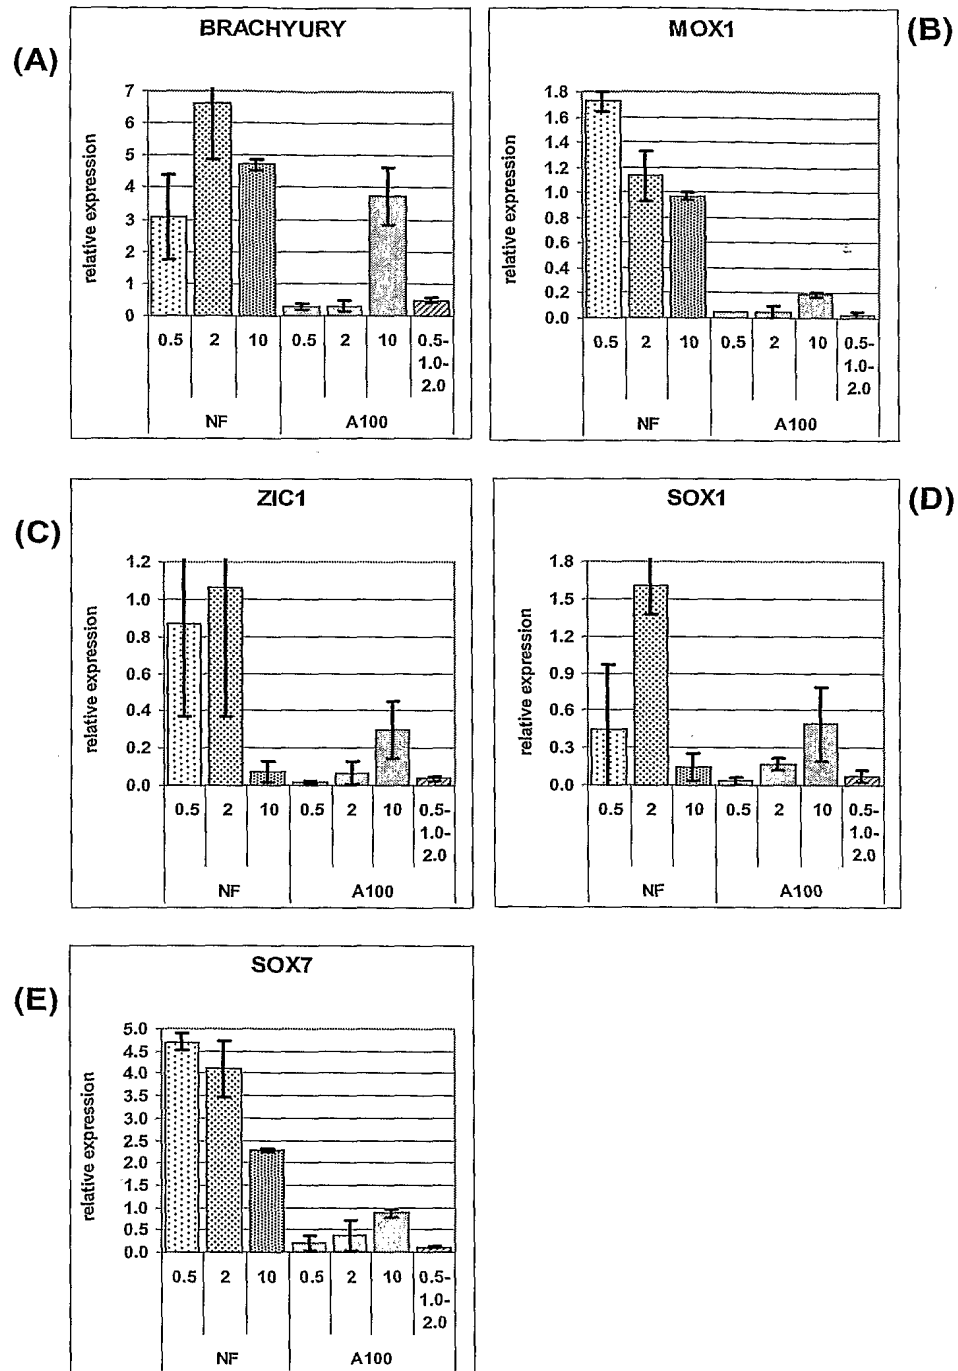 (A)
BRACHYURY
relative expression
7
6
5
4
3
2
1
0
0.5 2 10 0.5 2 10 0.5-
1.0-
2.0
NF A100
(B)
MOX1
relative expression
1.8
1.6
1.4
1.2
1.0
0.8
0.6
0.4
0.2
0.0
0.5 2 10 0.5 2 10 0.5-
1.0-
2.0
NF A100
(C)
ZIC1
relative expression
1.2
1.0
0.8
0.6
0.4
0.2
0.0
0.5 2 10 0.5 2 10 0.5-
1.0-
2.0
NF A100
(D)
SOX1
relative expression
1.8
1.5
1.2
0.9
0.6
0.3
0.0
0.5 2 10 0.5 2 10 0.5-
1.0-
2.0
NF A100
(E)
SOX7
relative expression
5.0
4.5
4.0
3.5
3.0
2.5
2.0
1.5
1.0
0.5
0.0
0.5 2 10 0.5 2 10 0.5-
1.0-
2.0
NF A100